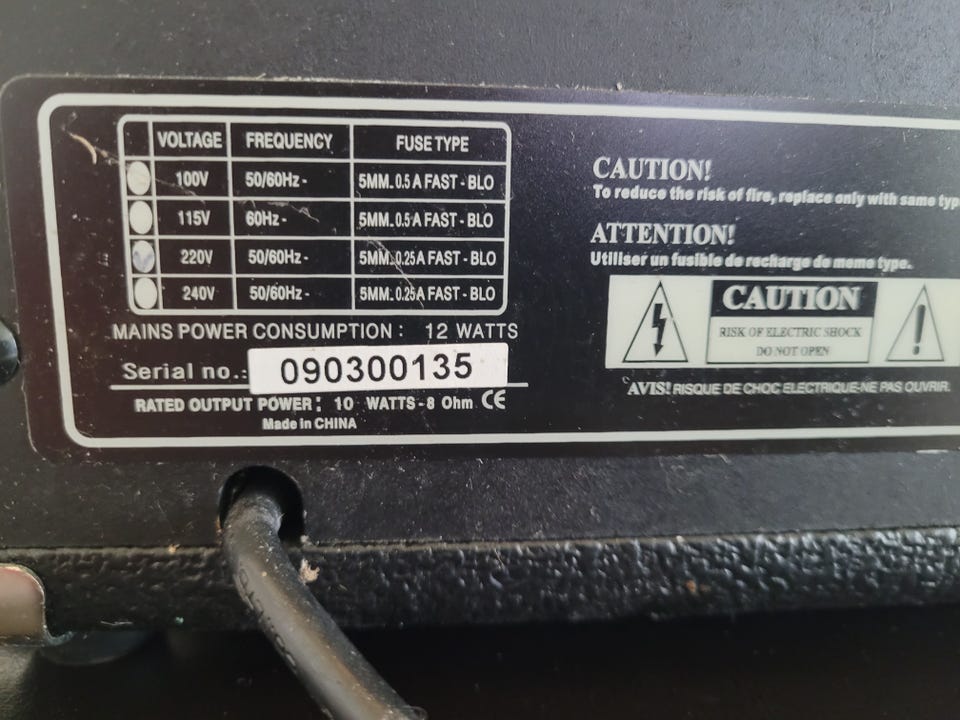 VOLTAGE FREQUENCY FUSE TYPE
100V 50/60Hz - 5MM. 0.5 A FAST - BLO
115V 60Hz - 5MM. 0.5 A FAST - BLO
220V 50/60Hz - 5MM. 0.25A FAST - BLO
240V 50/60Hz - 5MM. 0.25A FAST - BLO
MAINS POWER CONSUMPTION : 12 WATTS
Serial no.: 090300135
RATED OUTPUT POWER : 10 WATTS - 8 Ohm CE
Made in CHINA
CAUTION!
To reduce the risk of fire, replace only with same typ
ATTENTION!
Utiliser un fusible de recharge de meme type.
CAUTION
RISK OF ELECTRIC SHOCK
DO NOT OPEN
AVIS! RISQUE DE CHOC ELECTRIQUE-NE PAS OUVRIR.